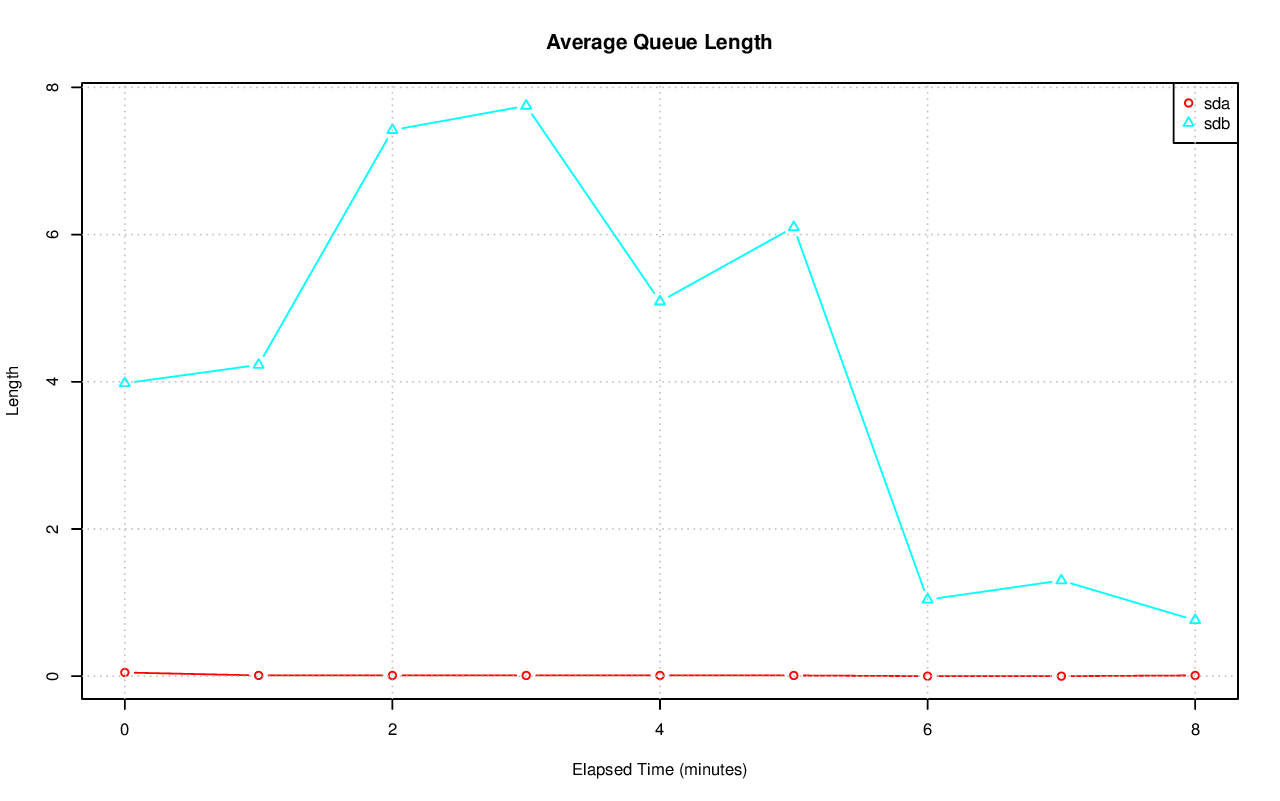 Average Queue Length
sda
sdb
Length
8
6
4
2
0
0 2 4 6 8
Elapsed Time (minutes)